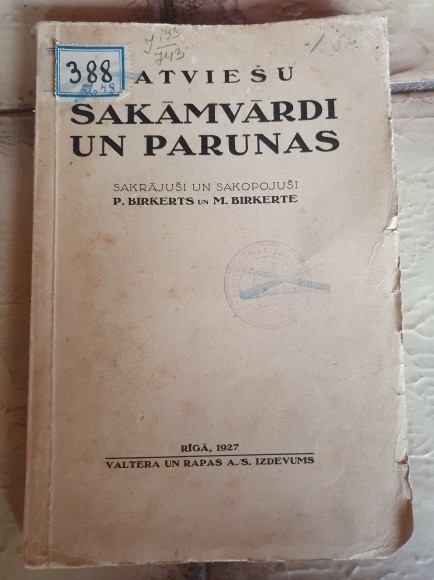 388
ATVIEŠU
SAKĀMVĀRDI
UN PARUNAS
SAKRĀJUŠI UN SAKOPOJUŠI
P. BIRKERTS UN M. BIRKERTE
RĪGĀ, 1927
VALTERA UN RAPAS A./S. IZDEVUMS